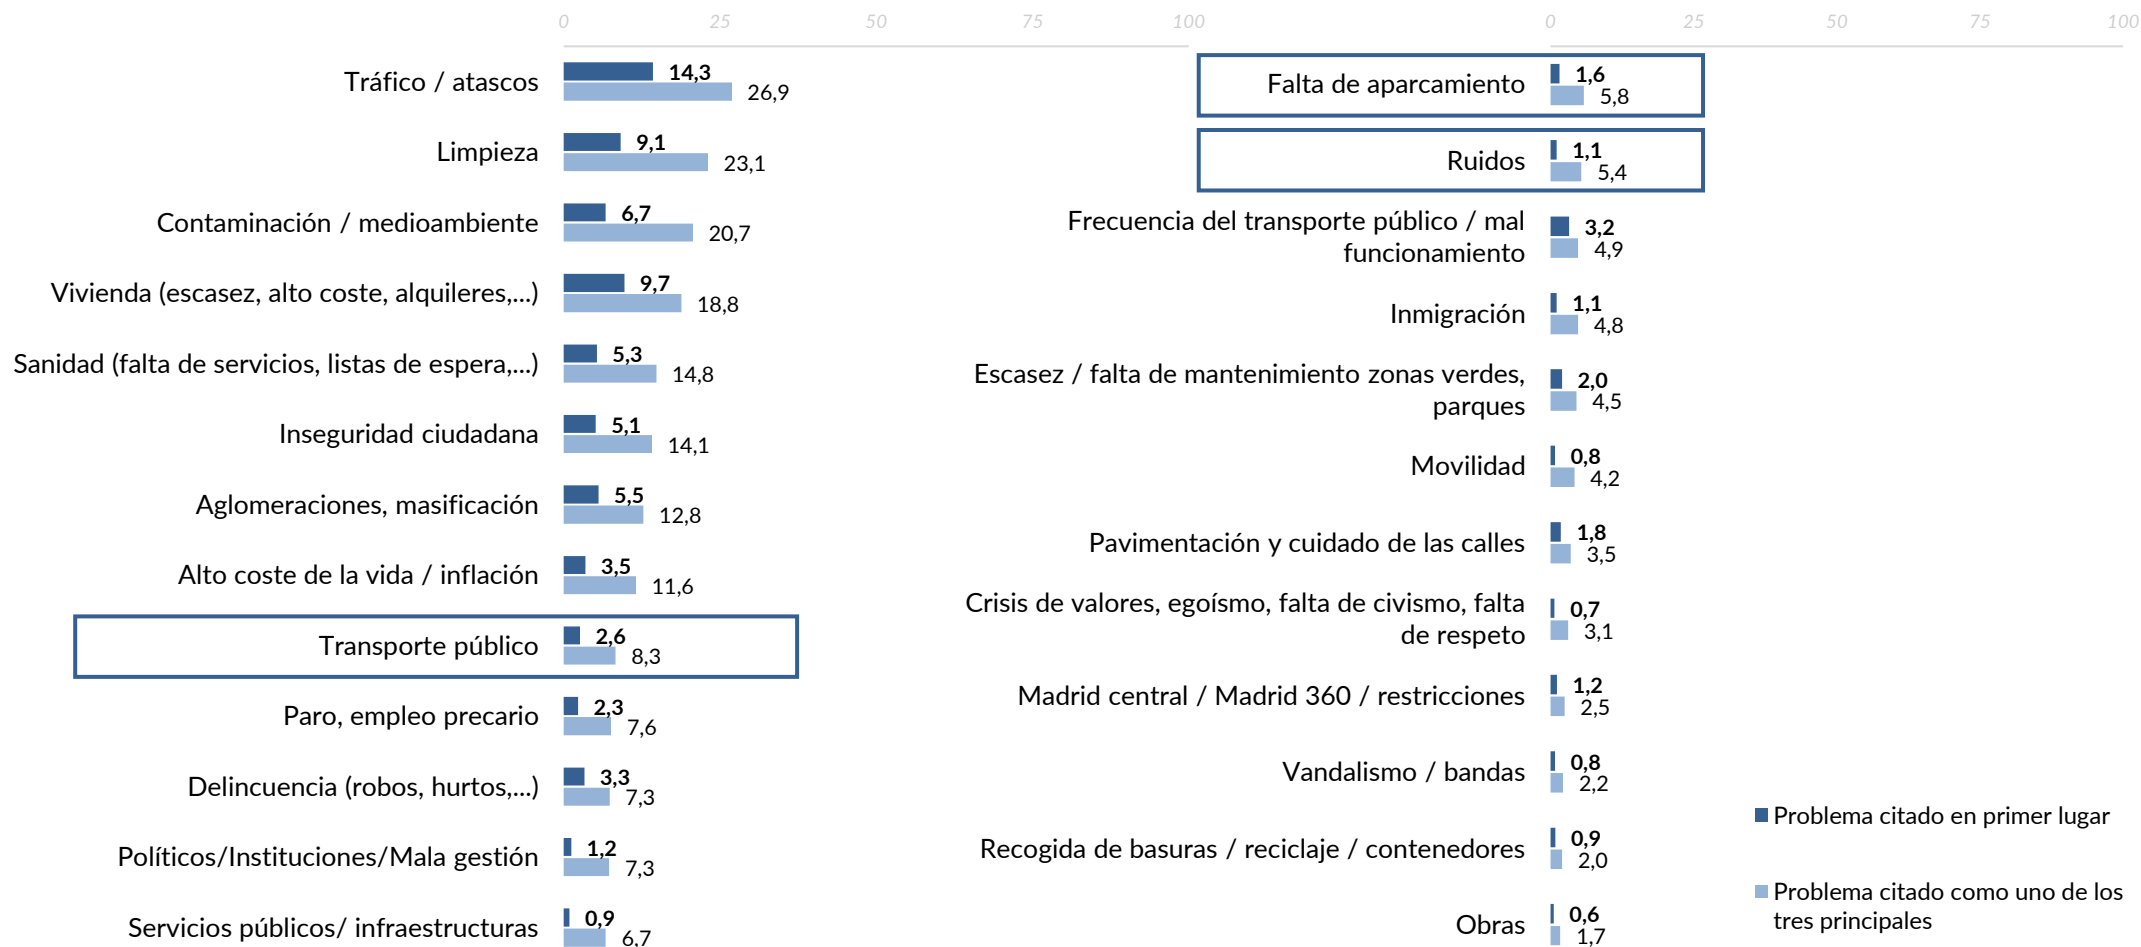 0 25 50 75 100
Tráfico / atascos 14,3
26,9
Limpieza 9,1
23,1
Contaminación / medioambiente 6,7
20,7
Vivienda (escasez, alto coste, alquileres,...) 9,7
18,8
Sanidad (falta de servicios, listas de espera,...) 5,3
14,8
Inseguridad ciudadana 5,1
14,1
Aglomeraciones, masificación 5,5
12,8
Alto coste de la vida / inflación 3,5
11,6
Transporte público 2,6
8,3
Paro, empleo precario 2,3
7,6
Delincuencia (robos, hurtos,...) 3,3
7,3
Políticos/Instituciones/Mala gestión 1,2
7,3
Servicios públicos/ infraestructuras 0,9
6,7
0 25 50 75 100
Falta de aparcamiento 1,6
5,8
Ruidos 1,1
5,4
Frecuencia del transporte público / mal
funcionamiento 3,2
4,9
Inmigración 1,1
4,8
Escasez / falta de mantenimiento zonas verdes,
parques 2,0
4,5
Movilidad 0,8
4,2
Pavimentación y cuidado de las calles 1,8
3,5
Crisis de valores, egoísmo, falta de civismo, falta
de respeto 0,7
3,1
Madrid central / Madrid 360 / restricciones 1,2
2,5
Vandalismo / bandas 0,8
2,2
Recogida de basuras / reciclaje / contenedores 0,9
2,0
Obras 0,6
1,7
Problema citado en primer lugar
Problema citado como uno de los
tres principales